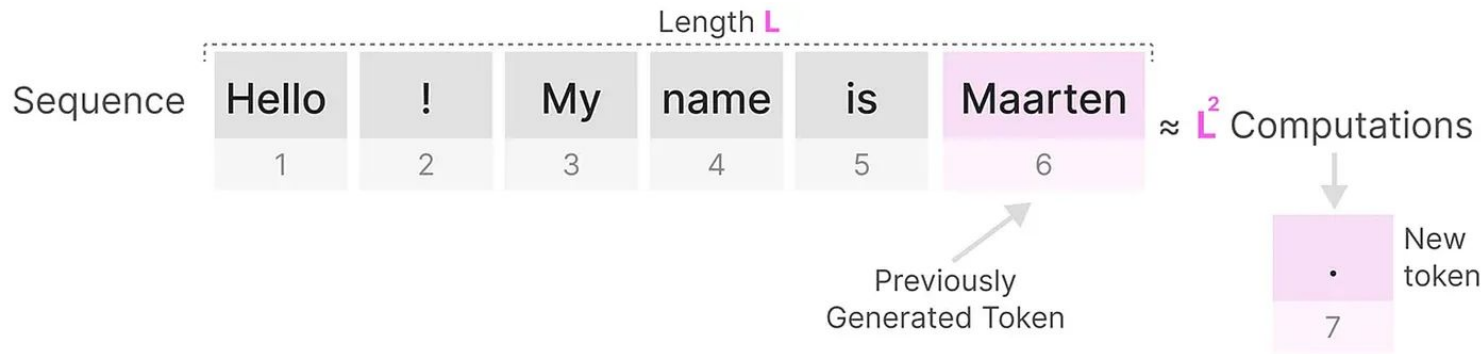 Length L
Sequence Hello ! My name is Maarten ≈ L² Computations
1 2 3 4 5 6
Previously
Generated Token
.
New
token
7